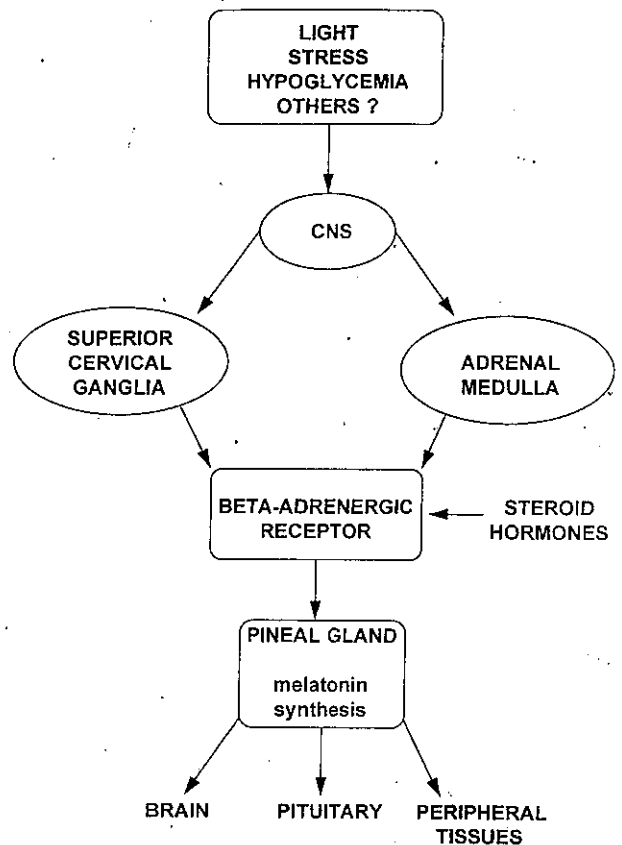 LIGHT
STRESS
HYPOGLYCEMIA
OTHERS ?
CNS
SUPERIOR
CERVICAL
GANGLIA
ADRENAL
MEDULLA
BETA-ADRENERGIC
RECEPTOR
STEROID
HORMONES
PINEAL GLAND
melatonin
synthesis
BRAIN
PITUITARY
PERIPHERAL
TISSUES